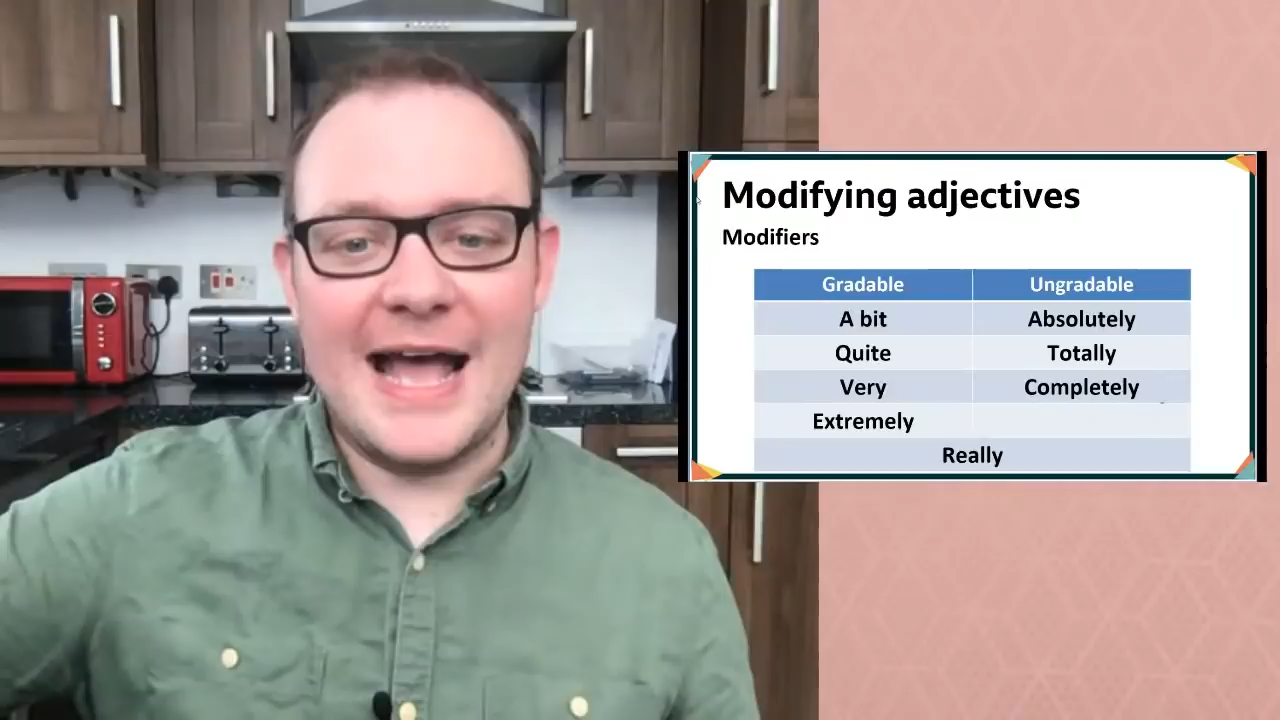 Modifying adjectives
Modifiers
Gradable Ungradable
A bit Absolutely
Quite Totally
Very Completely
Extremely
Really